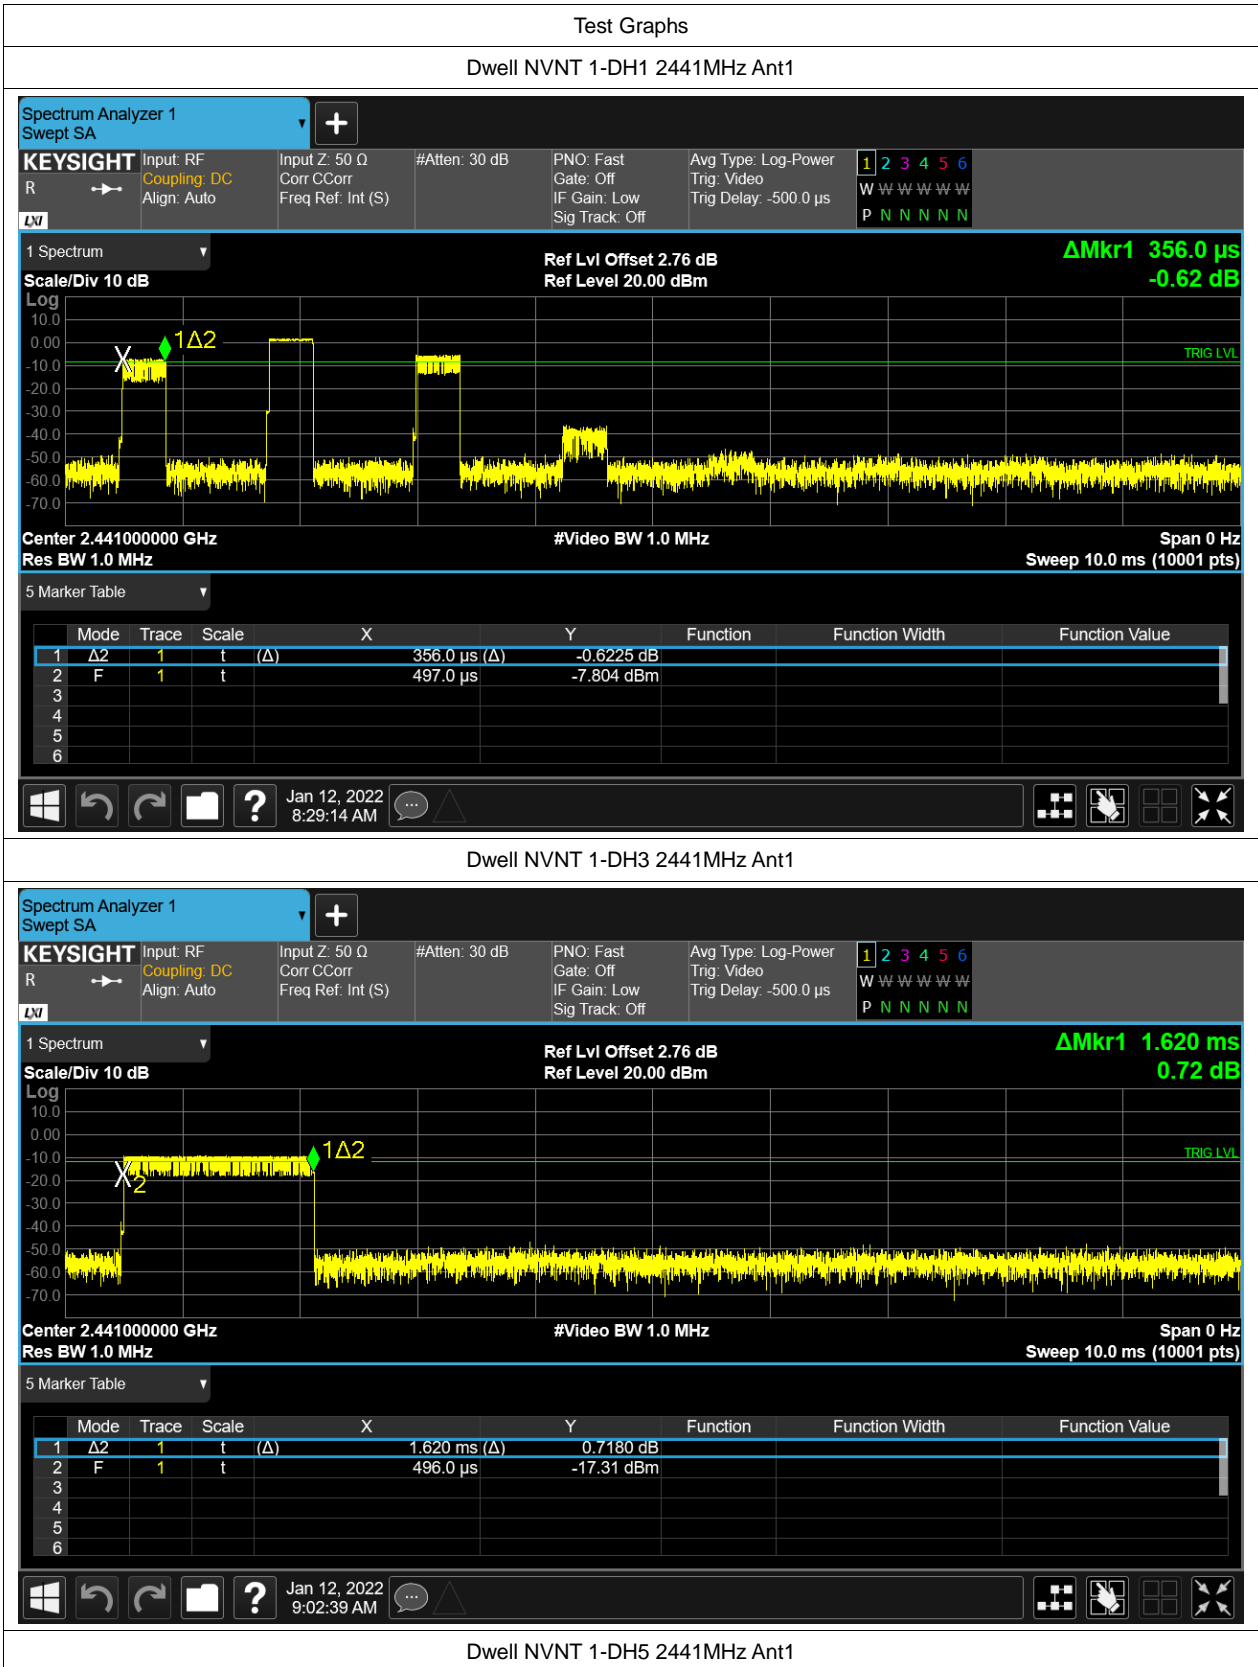 Test Graphs
Dwell NVNT 1-DH1 2441MHz Ant1
Spectrum Analyzer 1
Swept SA
KEYSIGHT Input: RF Input Z: 50 Ω #Atten: 30 dB PNO: Fast Avg Type: Log-Power 1 2 3 4 5 6
R Coupling: DC Corr CCorr Gate: Off Trig: Video W W W W W W
Align: Auto Freq Ref: Int (S) IF Gain: Low Trig Delay: -500.0 µs
LXI Sig Track: Off P N N N N N
1 Spectrum Ref Lvl Offset 2.76 dB ΔMkr1 356.0 µs
Scale/Div 10 dB Ref Level 20.00 dBm -0.62 dB
Log
10.0
0.00 1Δ2
TRIG LVL
-10.0
-20.0
-30.0
-40.0
-50.0
-60.0
-70.0
Center 2.441000000 GHz #Video BW 1.0 MHz Span 0 Hz
Res BW 1.0 MHz Sweep 10.0 ms (10001 pts)
5 Marker Table
Mode Trace Scale X Y Function Function Width Function Value
1 Δ2 1 t (Δ) 356.0 µs (Δ) -0.6225 dB
2 F 1 t 497.0 µs -7.804 dBm
3
4
5
6
Jan 12, 2022
8:29:14 AM
Dwell NVNT 1-DH3 2441MHz Ant1
Spectrum Analyzer 1
Swept SA
KEYSIGHT Input: RF Input Z: 50 Ω #Atten: 30 dB PNO: Fast Avg Type: Log-Power 1 2 3 4 5 6
R Coupling: DC Corr CCorr Gate: Off Trig: Video W W W W W W
Align: Auto Freq Ref: Int (S) IF Gain: Low Trig Delay: -500.0 µs
LXI Sig Track: Off P N N N N N
1 Spectrum Ref Lvl Offset 2.76 dB ΔMkr1 1.620 ms
Scale/Div 10 dB Ref Level 20.00 dBm 0.72 dB
Log
10.0
0.00
1Δ2
-10.0 TRIG LVL
-20.0 2
-30.0
-40.0
-50.0
-60.0
-70.0
Center 2.441000000 GHz #Video BW 1.0 MHz Span 0 Hz
Res BW 1.0 MHz Sweep 10.0 ms (10001 pts)
5 Marker Table
Mode Trace Scale X Y Function Function Width Function Value
1 Δ2 1 t (Δ) 1.620 ms (Δ) 0.7180 dB
2 F 1 t 496.0 µs -17.31 dBm
3
4
5
6
Jan 12, 2022
9:02:39 AM
Dwell NVNT 1-DH5 2441MHz Ant1